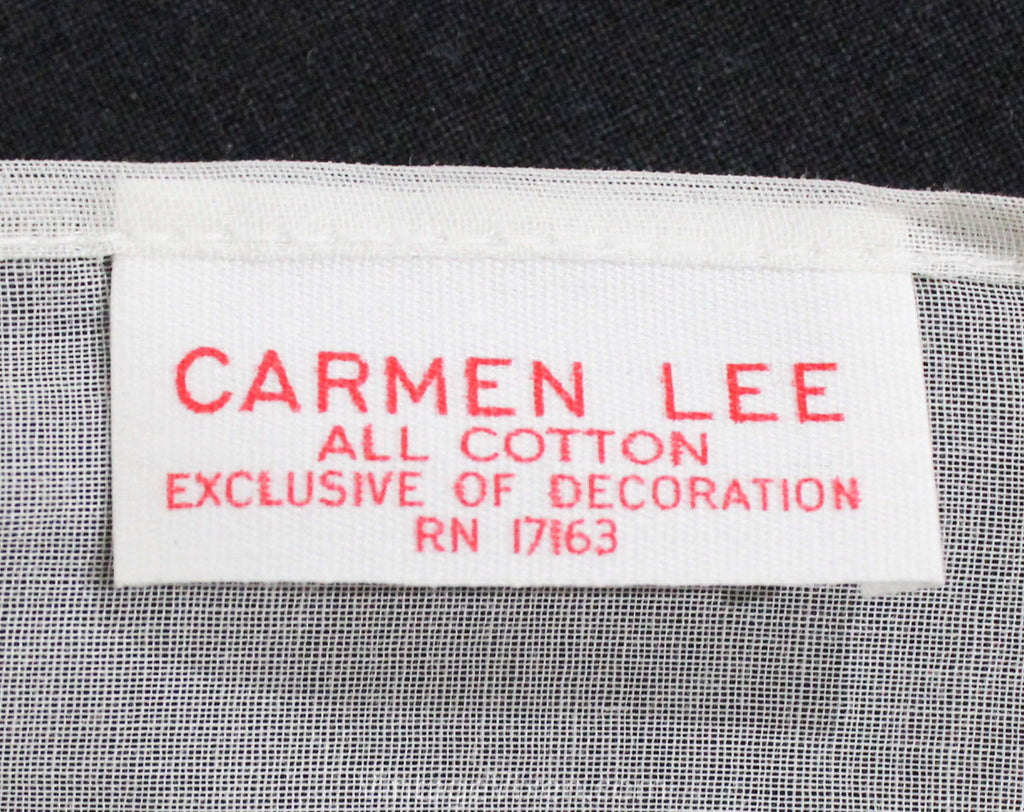 CARMEN LEE
ALL COTTON
EXCLUSIVE OF DECORATION
RN 17163